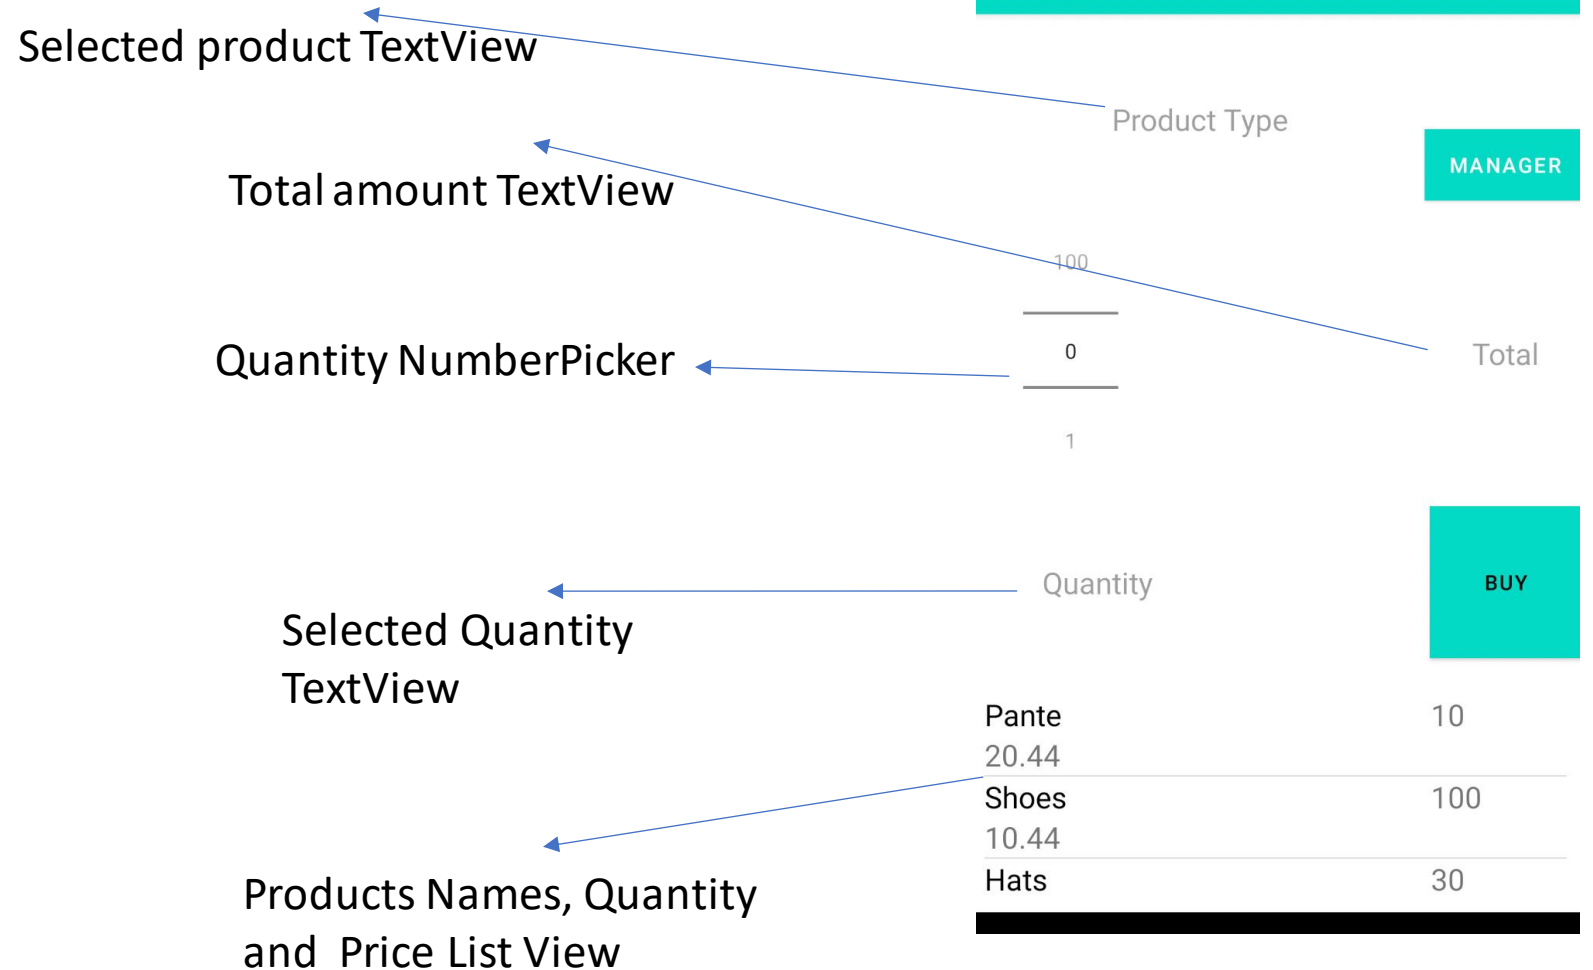 Selected product TextView
Product Type
MANAGER
Total amount TextView
100
Quantity NumberPicker
0
Total
1
Quantity
BUY
Selected Quantity
TextView
Pante 10
20.44
Shoes 100
10.44
Hats 30
Products Names, Quantity
and Price List View